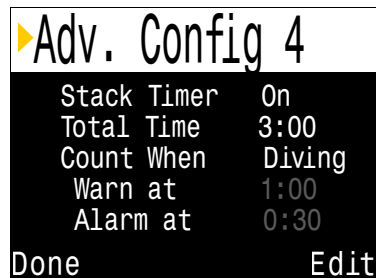 Adv. Config 4
Stack Timer On
Total Time 3:00
Count When Diving
Warn at 1:00
Alarm at 0:30
Done Edit